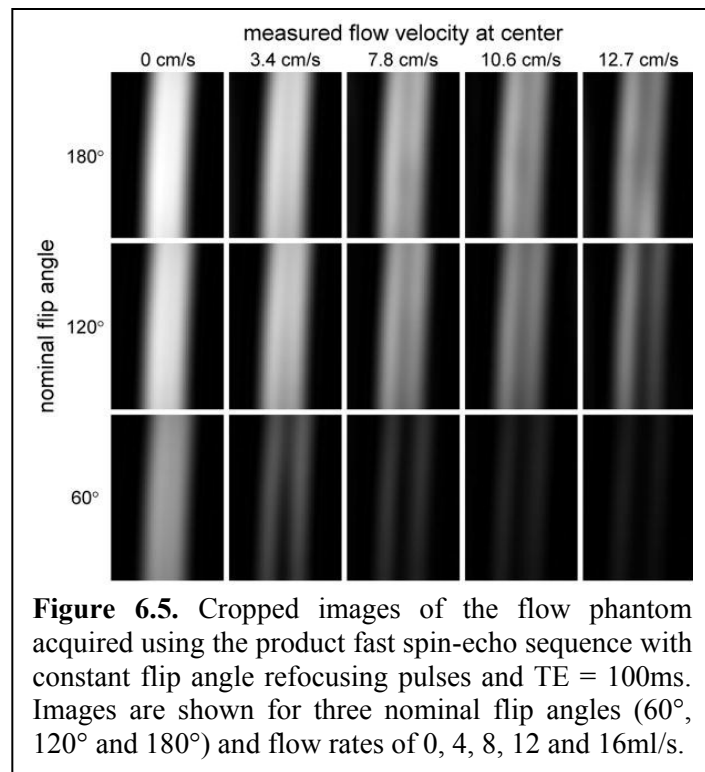 measured flow velocity at center
0 cm/s 3.4 cm/s 7.8 cm/s 10.6 cm/s 12.7 cm/s
180°
nominal flip angle
120°
60°
Figure 6.5. Cropped images of the flow phantom
acquired using the product fast spin-echo sequence with
constant flip angle refocusing pulses and TE = 100ms.
Images are shown for three nominal flip angles (60°,
120° and 180°) and flow rates of 0, 4, 8, 12 and 16ml/s.